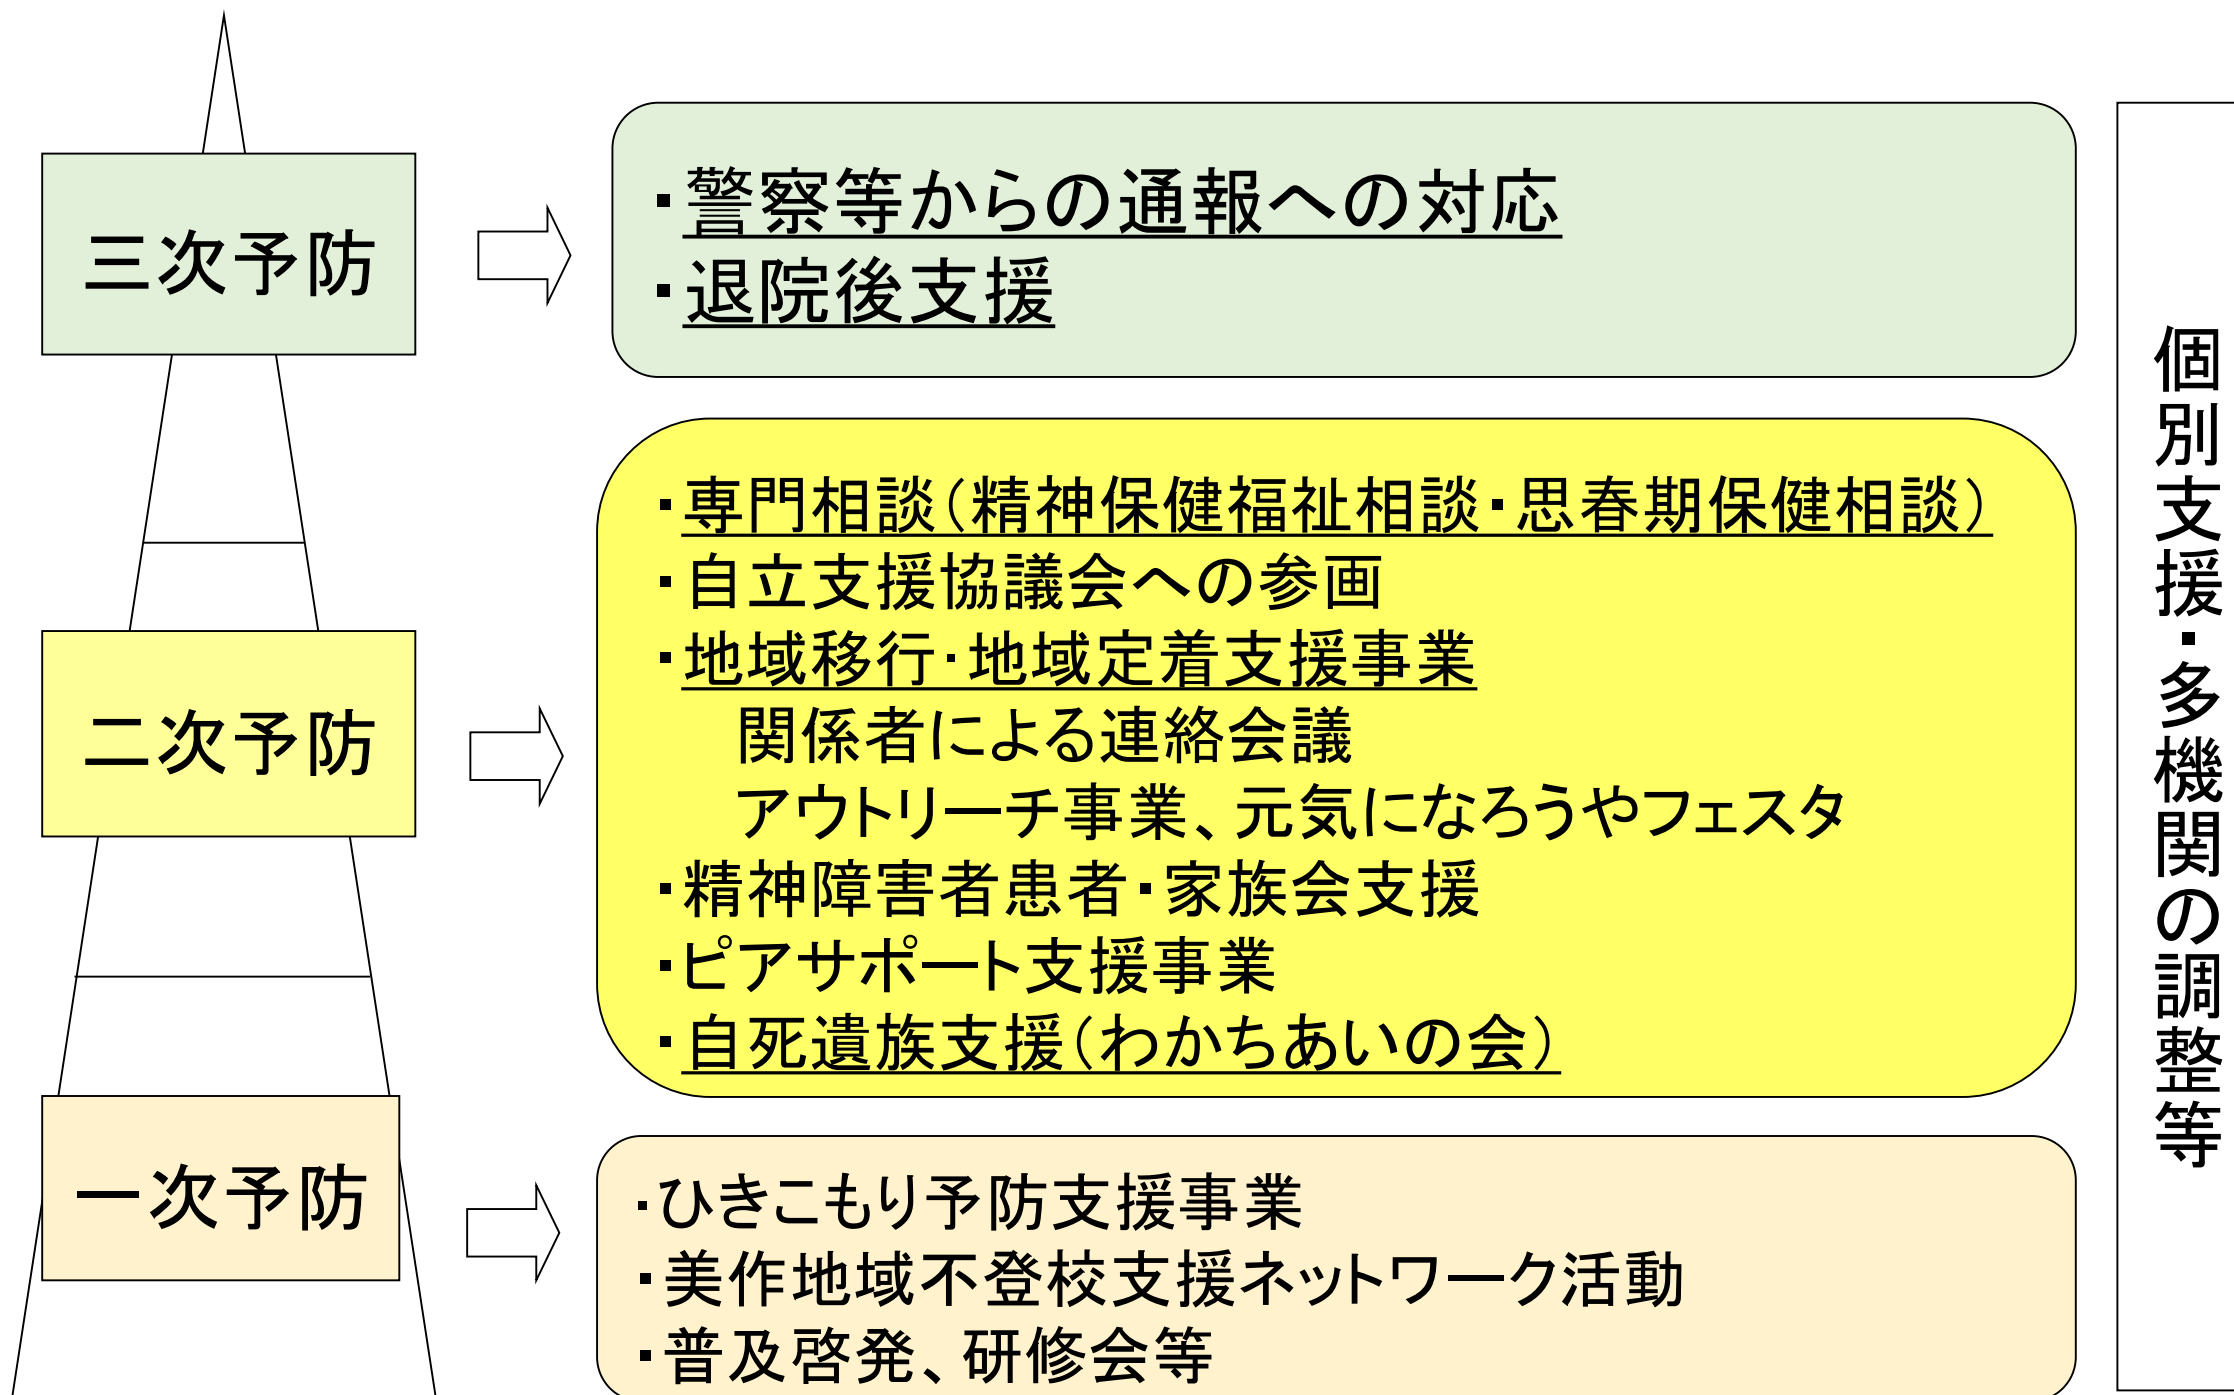 三次予防
・警察等からの通報への対応
・退院後支援
二次予防
・専門相談（精神保健福祉相談・思春期保健相談）
・自立支援協議会への参画
・地域移行・地域定着支援事業
関係者による連絡会議
アウトリーチ事業、元気になろうやフェスタ
・精神障害者患者・家族会支援
・ピアサポート支援事業
・自死遺族支援（わかちあいの会）
一次予防
・ひきこもり予防支援事業
・美作地域不登校支援ネットワーク活動
・普及啓発、研修会等
個別支援・多機関の調整等